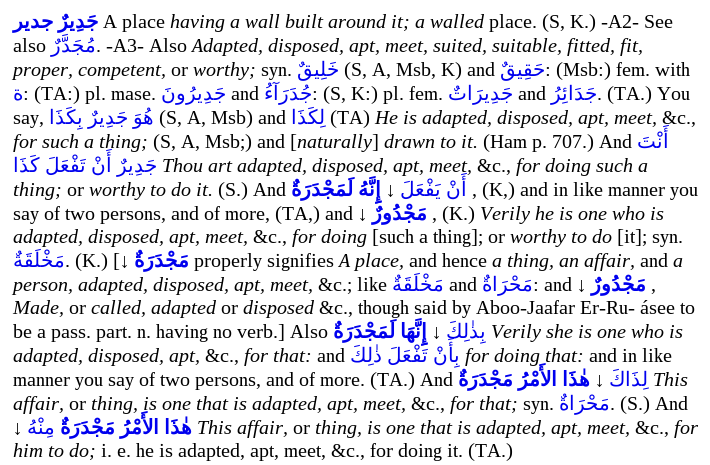 جَدِيرٌ جدير A place having a wall built around it; a walled place. (S, K.) -A2- See
also مُجَدَّرٌ. -A3- Also Adapted, disposed, apt, meet, suited, suitable, fitted, fit,
proper, competent, or worthy; syn. خَلِيقٌ (S, A, Msb, K) and حَقِيقٌ: (Msb:) fem. with
ة: (TA:) pl. mase. جَدِيرُونَ and جُدَرَآءُ: (S, K:) pl. fem. جَدِيرَاتٌ and جَدَائِرُ. (TA.) You
say, هُوَ جَدِيرٌ بِكَذَا (S, A, Msb) and لِكَذَا (TA) He is adapted, disposed, apt, meet, &c.,
for such a thing; (S, A, Msb;) and [naturally] drawn to it. (Ham p. 707.) And أَنْتَ
جَدِيرٌ أَنْ تَفْعَلَ كَذَا Thou art adapted, disposed, apt, meet, &c., for doing such a
thing; or worthy to do it. (S.) And إِنَّهُ لَمَجْدَرَةٌ ↓ أَنْ يَفْعَلَ , (K,) and in like manner you
say of two persons, and of more, (TA,) and ↓ مَجْدُورٌ , (K.) Verily he is one who is
adapted, disposed, apt, meet, &c., for doing [such a thing]; or worthy to do [it]; syn.
مَخْلَقَةٌ. (K.) [↓ مَجْدَرَةٌ properly signifies A place, and hence a thing, an affair, and a
person, adapted, disposed, apt, meet, &c.; like مَخْلَقَةٌ and مَحْرَاةٌ: and ↓ مَجْدُورٌ ,
Made, or called, adapted or disposed &c., though said by Aboo-Jaafar Er-Ru- ásee to
be a pass. part. n. having no verb.] Also إِنَّهَا لَمَجْدَرَةٌ ↓ بِذٰلِكَ Verily she is one who is
adapted, disposed, apt, &c., for that: and بِأَنْ تَفْعَلَ ذٰلِكَ for doing that: and in like
manner you say of two persons, and of more. (TA.) And هٰذَا الأَمْرُ مَجْدَرَةٌ ↓ لِذَاكَ This
affair, or thing, is one that is adapted, apt, meet, &c., for that; syn. مَحْرَاةٌ. (S.) And
↓ هٰذَا الأَمْرُ مَجْدَرَةٌ مِنْهُ This affair, or thing, is one that is adapted, apt, meet, &c., for
him to do; i. e. he is adapted, apt, meet, &c., for doing it. (TA.)